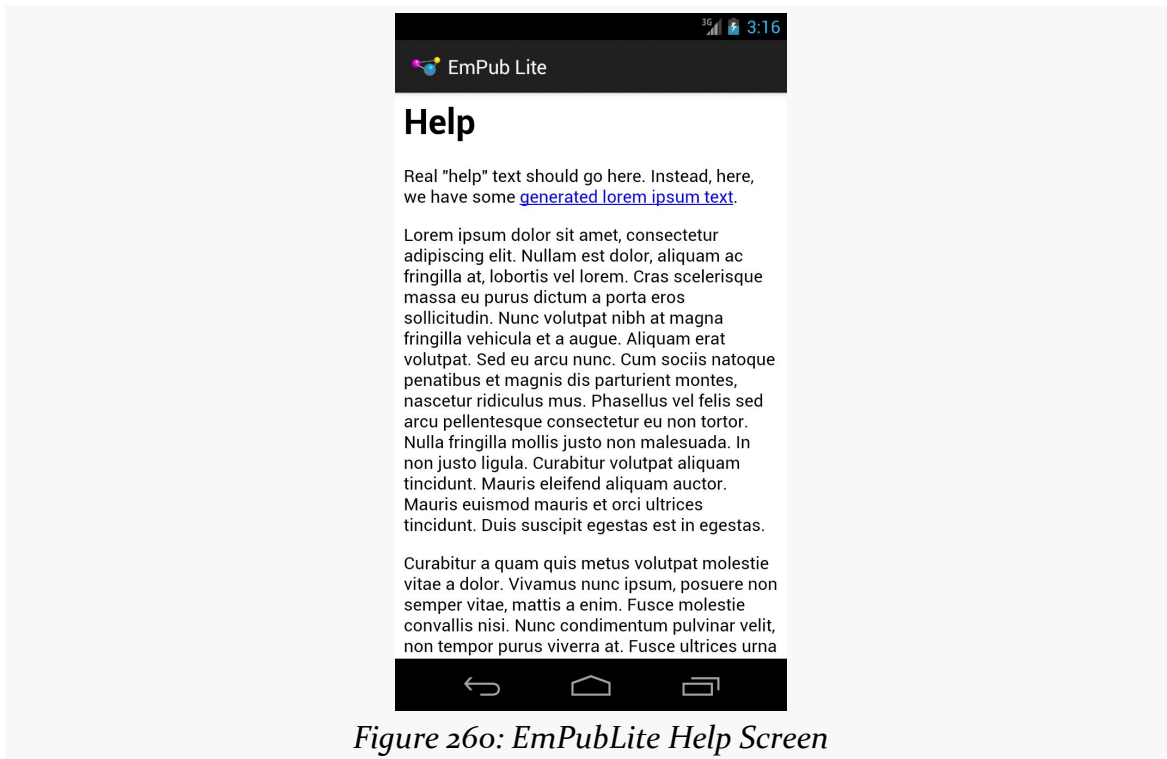 3G 3:16
EmPub Lite
Help
Real "help" text should go here. Instead, here,
we have some generated lorem ipsum text.
Lorem ipsum dolor sit amet, consectetur
adipiscing elit. Nullam est dolor, aliquam ac
fringilla at, lobortis vel lorem. Cras scelerisque
massa eu purus dictum a porta eros
sollicitudin. Nunc volutpat nibh at magna
fringilla vehicula et a augue. Aliquam erat
volutpat. Sed eu arcu nunc. Cum sociis natoque
penatibus et magnis dis parturient montes,
nascetur ridiculus mus. Phasellus vel felis sed
arcu pellentesque consectetur eu non tortor.
Nulla fringilla mollis justo non malesuada. In
non justo ligula. Curabitur volutpat aliquam
tincidunt. Mauris eleifend aliquam auctor.
Mauris euismod mauris et orci ultrices
tincidunt. Duis suscipit egestas est in egestas.
Curabitur a quam quis metus volutpat molestie
vitae a dolor. Vivamus nunc ipsum, posuere non
semper vitae, mattis a enim. Fusce molestie
convallis nisi. Nunc condimentum pulvinar velit,
non tempor purus viverra at. Fusce ultrices urna
Figure 260: EmPubLite Help Screen